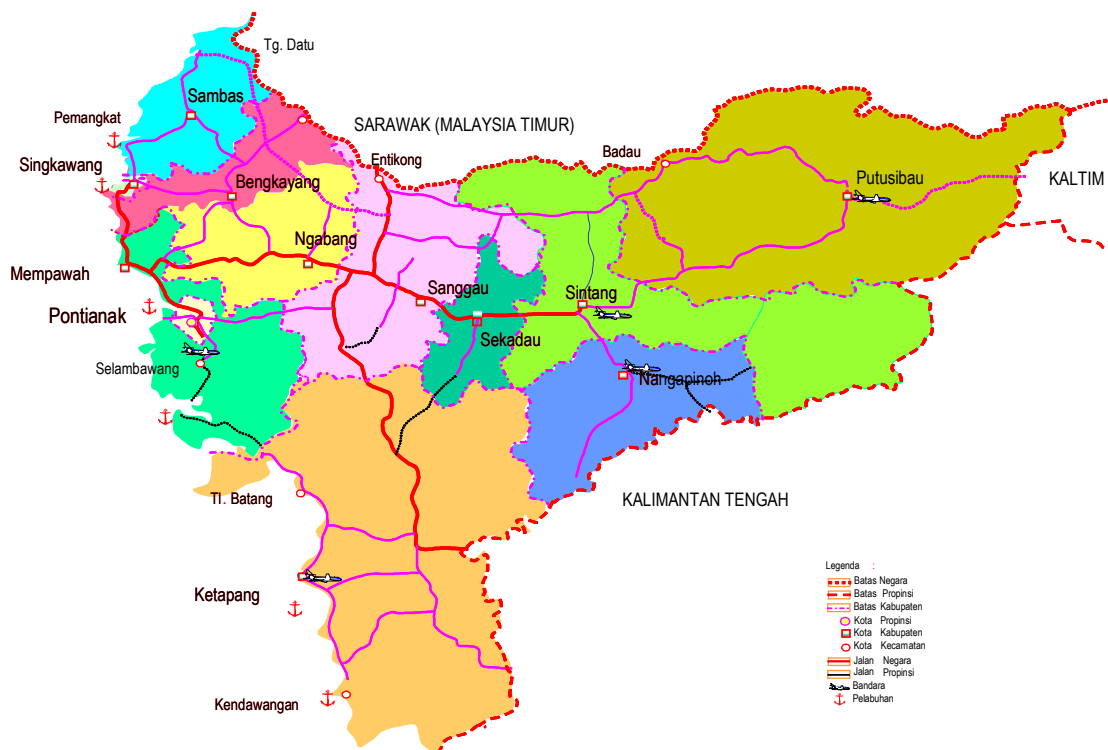 Tg. Datu
Sambas
Pemangkat
SARAWAK (MALAYSIA TIMUR)
Singkawang
Entikong
Badau
Bengkayang
Putusibau
KALTIM
Ngabang
Mempawah
Sanggau
Sintang
Pontianak
Sekadau
Selambawang
Nangapinoh
Tl. Batang
KALIMANTAN TENGAH
Ketapang
Kendawangan
Legenda :
Batas Negara
Batas Propinsi
Batas Kabupaten
Kota Propinsi
Kota Kabupaten
Kota Kecamatan
Jalan Negara
Jalan Propinsi
Bandara
Pelabuhan